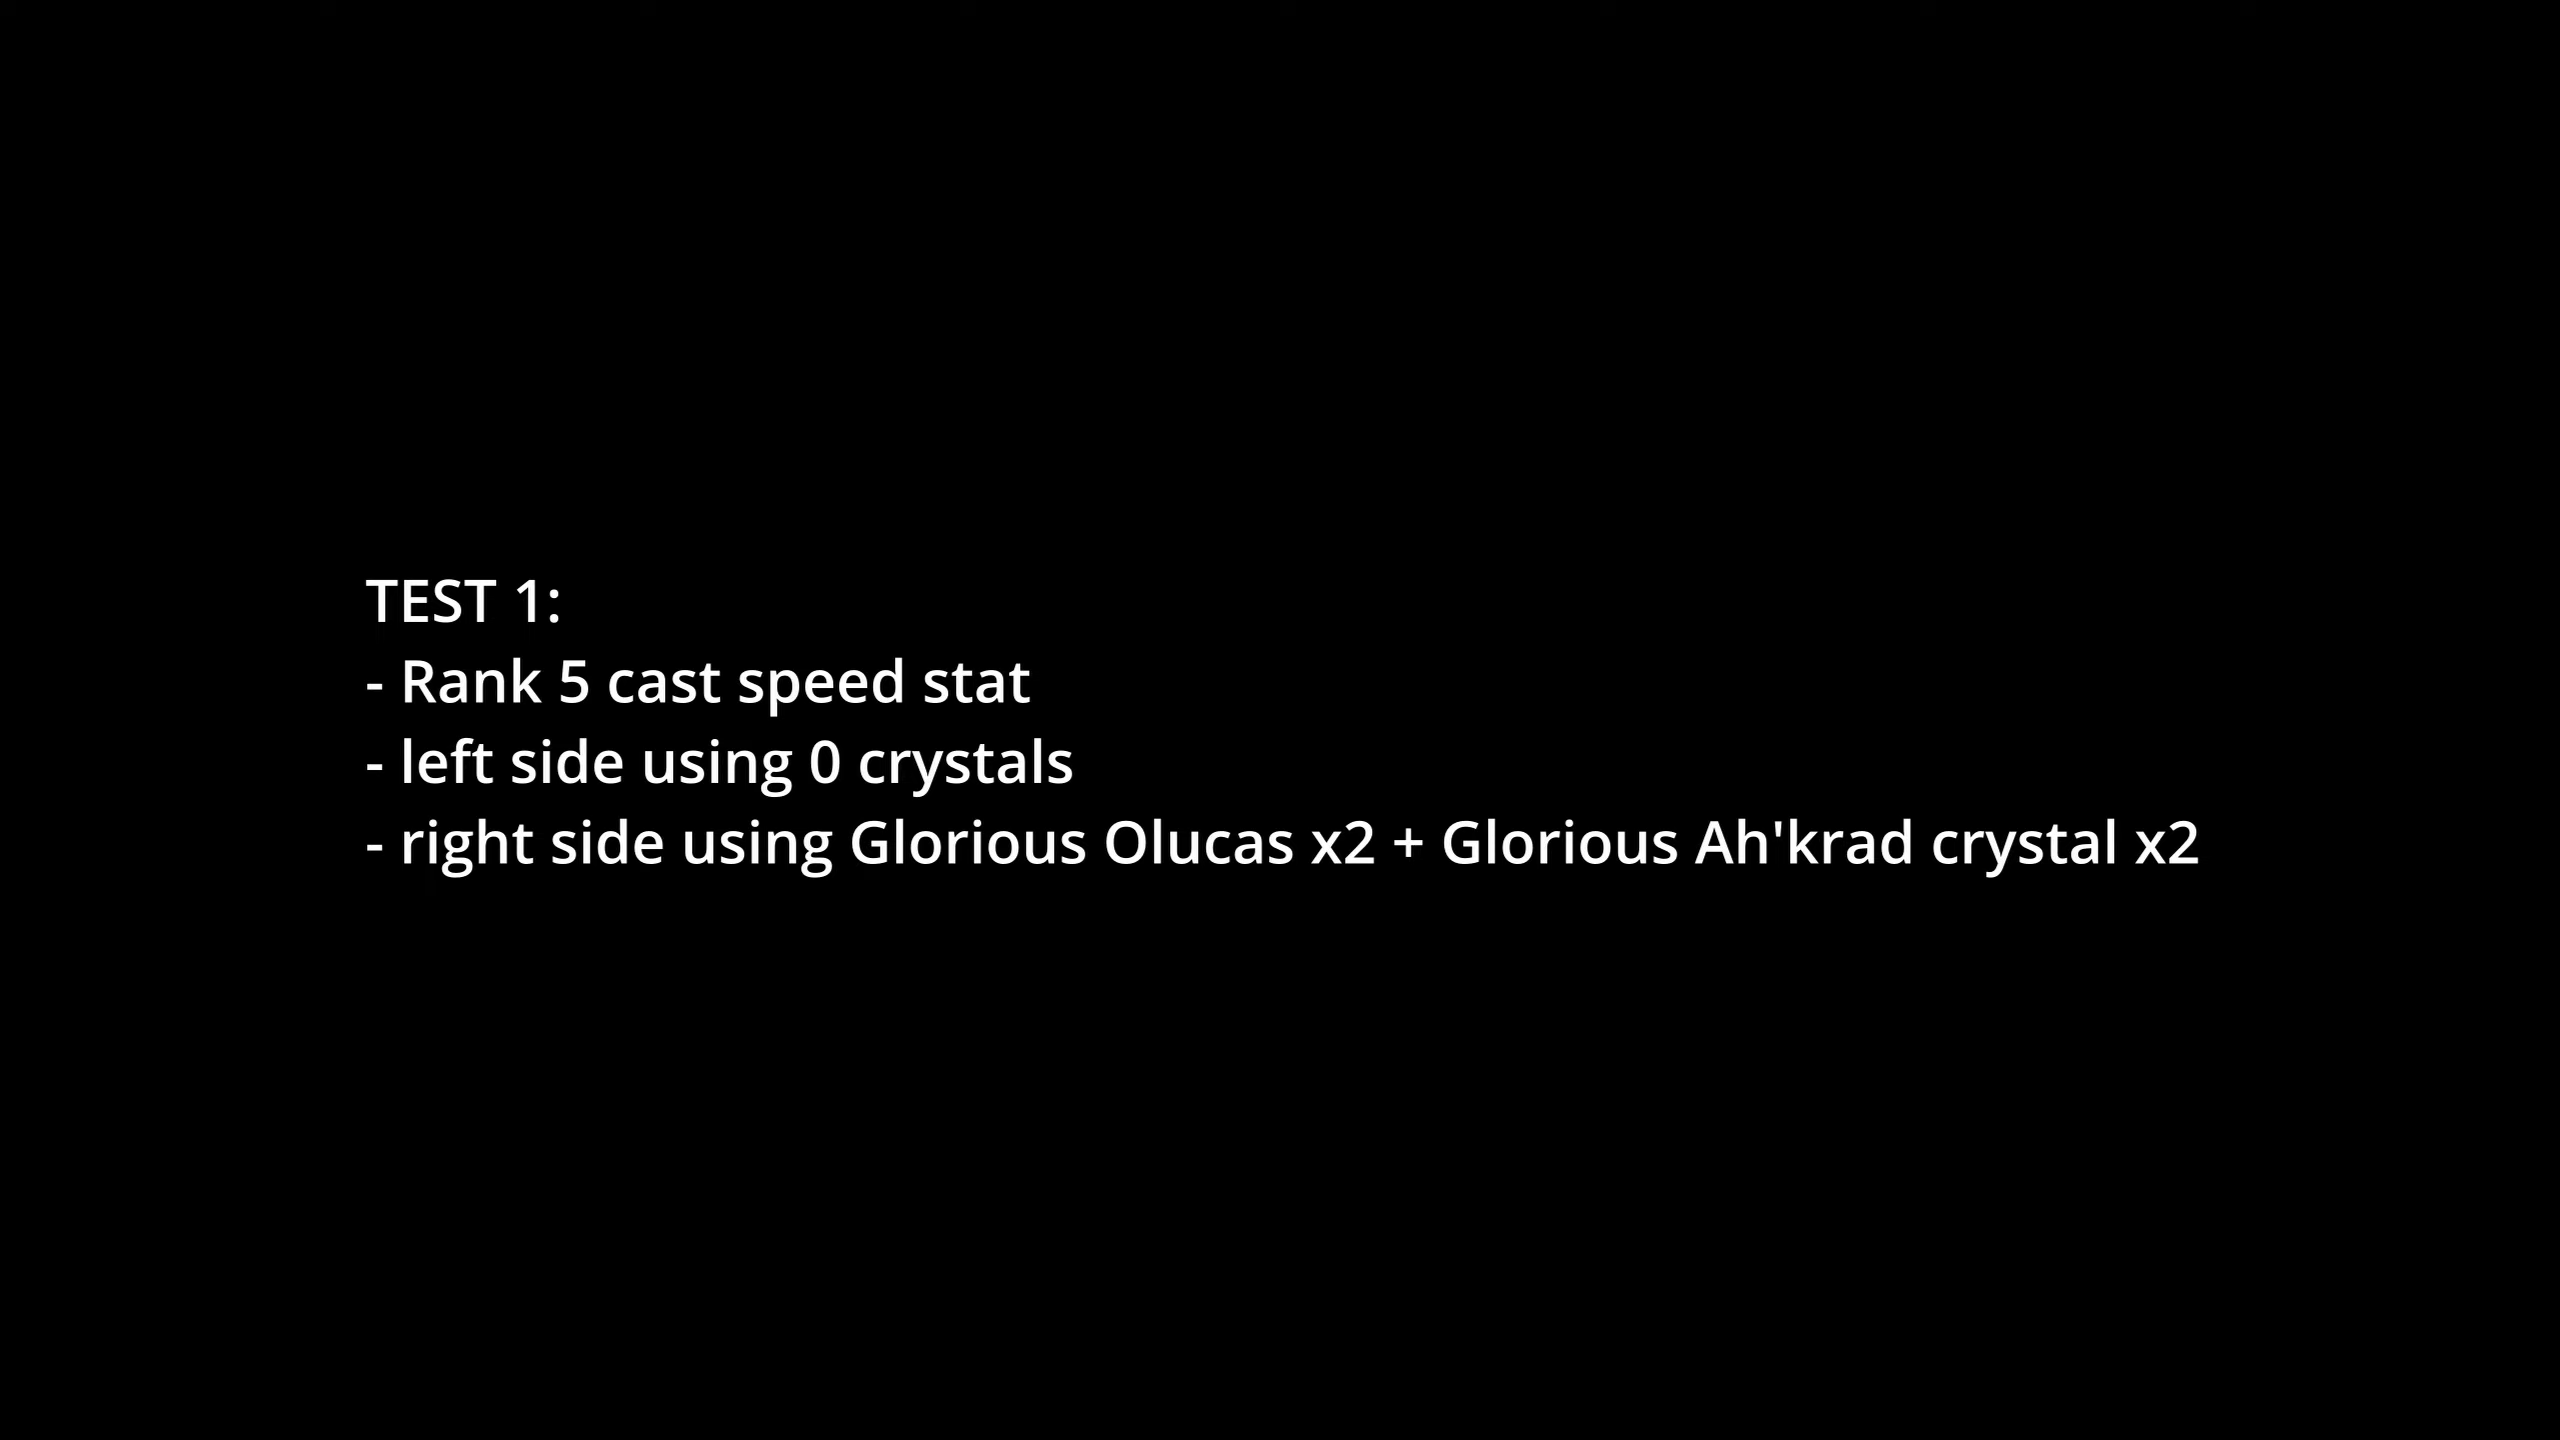 TEST 1:
- Rank 5 cast speed stat
- left side using 0 crystals
- right side using Glorious Olucas x2 + Glorious Ah'krad crystal x2